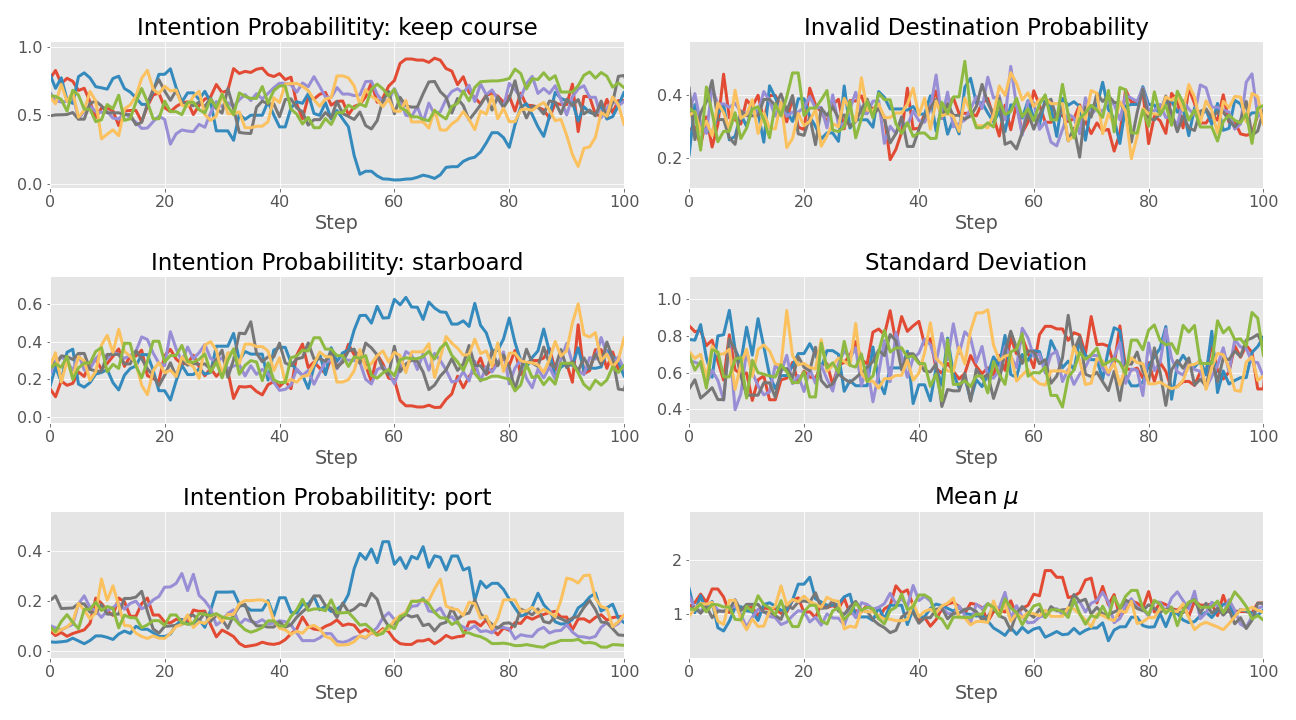 Intention Probabilitity: keep course
1.0
0.5
0.0
0 20 40 60 80 100
Step
Invalid Destination Probability
0.4
0.2
0 20 40 60 80 100
Step
Intention Probabilitity: starboard
0.6
0.4
0.2
0.0
0 20 40 60 80 100
Step
Standard Deviation
1.0
0.8
0.6
0.4
0 20 40 60 80 100
Step
Intention Probabilitity: port
0.4
0.2
0.0
0 20 40 60 80 100
Step
Mean μ
2
1
0 20 40 60 80 100
Step